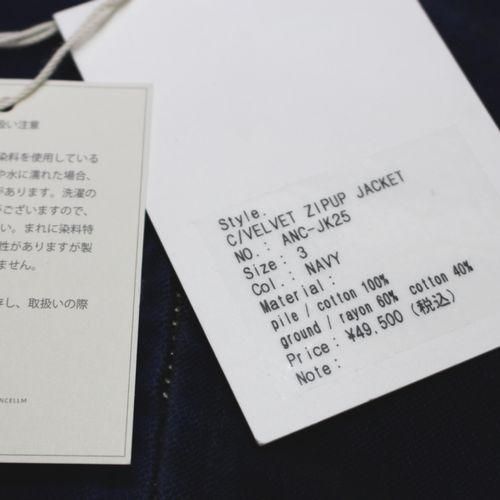 扱い注意
染料を使用している
や水に濡れた場合、
があります。洗濯の
がございますので、
い。まれに染料特
性がありますが製
ません。
存し、取扱いの際
NCELLM
Style.
C/VELVET ZIPUP JACKET
NO.: ANC-JK25
Size: 3
Col.: NAVY
Material:
pile / cotton 100%
ground / rayon 60% cotton 40%
Price: ¥49,500 (税込)
Note: